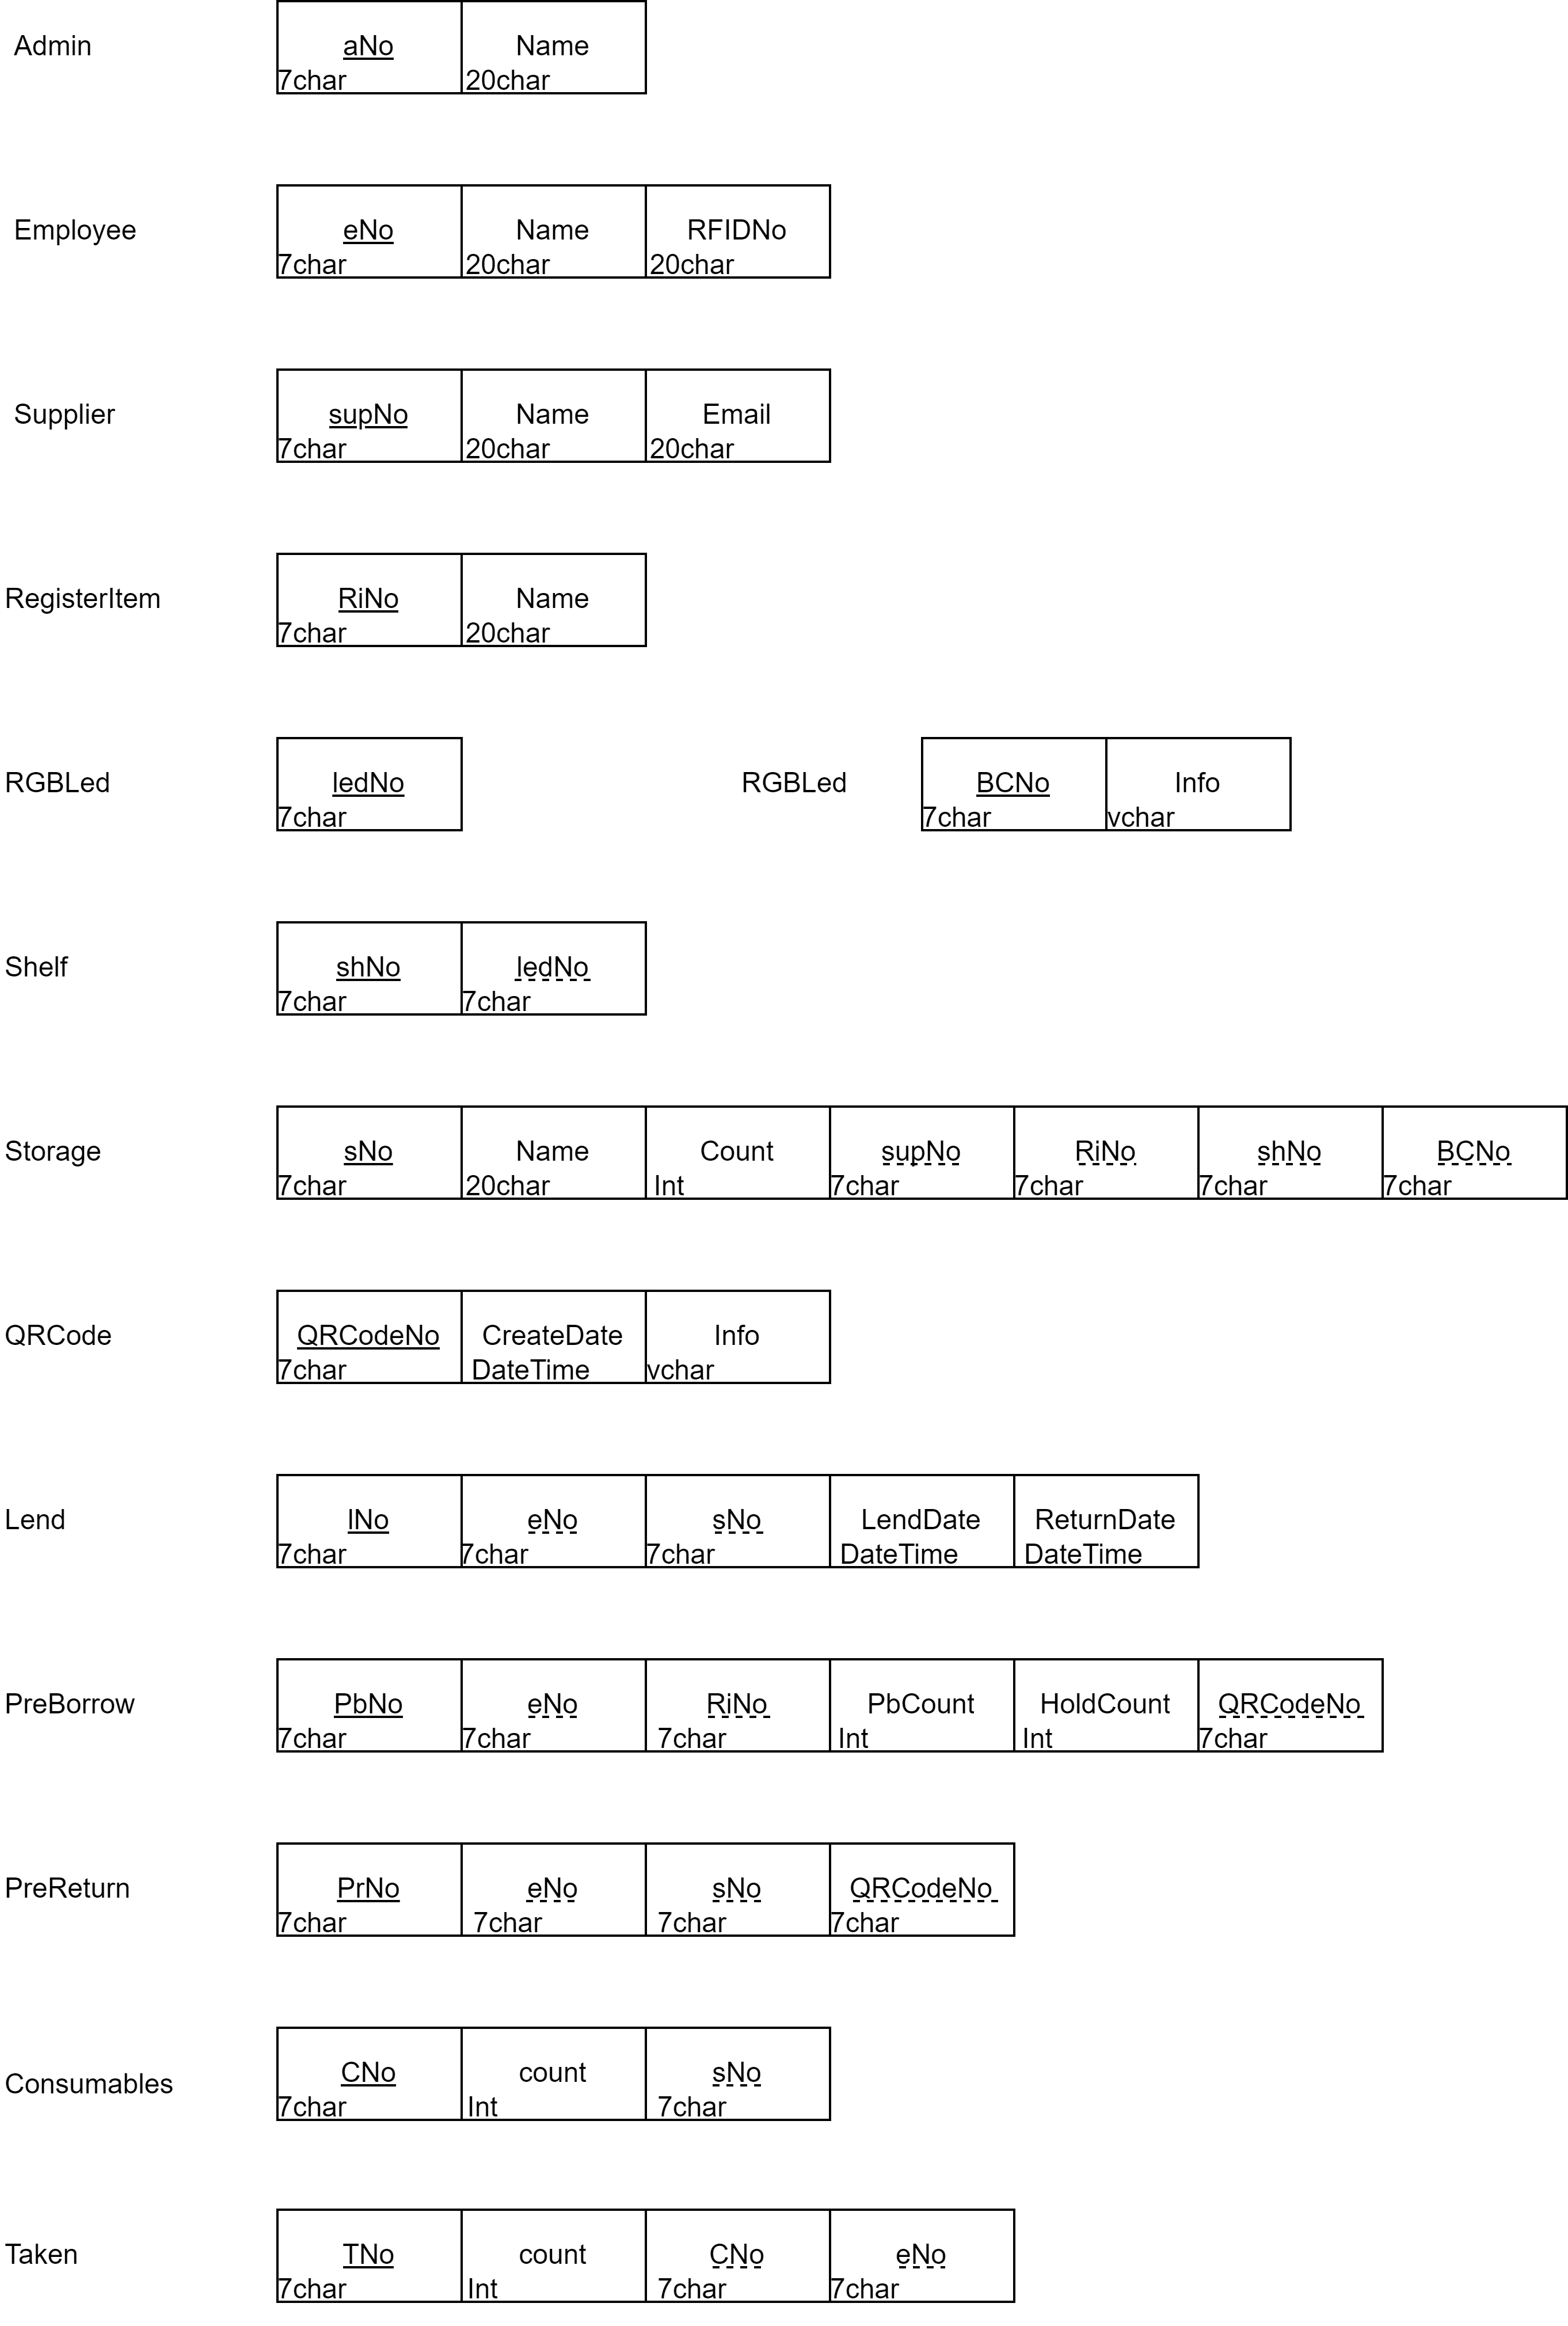 Admin
aNo Name
7char 20char
Employee
eNo Name RFIDNo
7char 20char 20char
Supplier
supNo Name Email
7char 20char 20char
RegisterItem
RiNo Name
7char 20char
RGBLed
ledNo
7char
RGBLed
BCNo Info
7char vchar
Shelf
shNo ledNo
7char 7char
Storage
sNo Name Count supNo RiNo shNo BCNo
7char 20char Int 7char 7char 7char 7char
QRCode
QRCodeNo CreateDate Info
7char DateTime vchar
Lend
lNo eNo sNo LendDate ReturnDate
7char 7char 7char DateTime DateTime
PreBorrow
PbNo eNo RiNo PbCount HoldCount QRCodeNo
7char 7char 7char Int Int 7char
PreReturn
PrNo eNo sNo QRCodeNo
7char 7char 7char 7char
Consumables
CNo count sNo
7char Int 7char
Taken
TNo count CNo eNo
7char Int 7char 7char